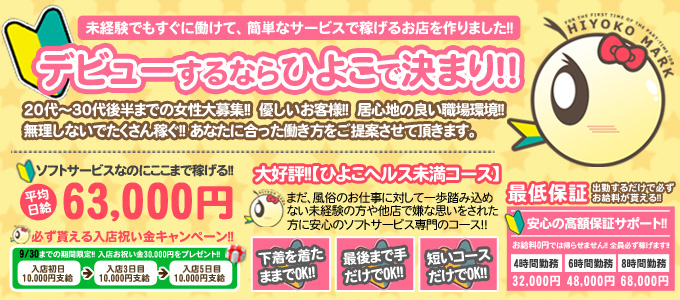 未経験でもすぐに働けて、簡単なサービスで稼げるお店を作りました!!
デビューするならひよこで決まり!!
20代～30代後半までの女性大募集!! 優しいお客様!! 居心地の良い職場環境!!
無理しないでたくさん稼ぐ!! あなたに合った働き方をご提案させて頂きます。
FOR THE FIRST TIME OF THE PART-TIME JOB
HIYOKO MARK
ソフトサービスなのにここまで稼げる!!
平均日給 63,000円
必ず貰える入店祝い金キャンペーン!!
9/30までの期間限定!! 入店お祝い金30,000円をプレゼント!!
入店初日 10,000円支給
入店3日目 10,000円支給
入店5日目 10,000円支給
大好評!!【ひよこヘルス未満コース】
まだ、風俗のお仕事に対して一歩踏み込め
ない未経験の方や他店で嫌な思いをされた
方に安心のソフトサービス専門のコース!!
下着を着た
ままでOK!!
最後まで手
だけでOK!!
短いコース
だけでOK!!
最低保証 出勤するだけで必ず
お給料が貰える!!
安心の高額保証サポート!!
お給料0円では帰らせません!! 全員必ず稼げます!!
4時間勤務 6時間勤務 8時間勤務
32,000円 48,000円 68,000円